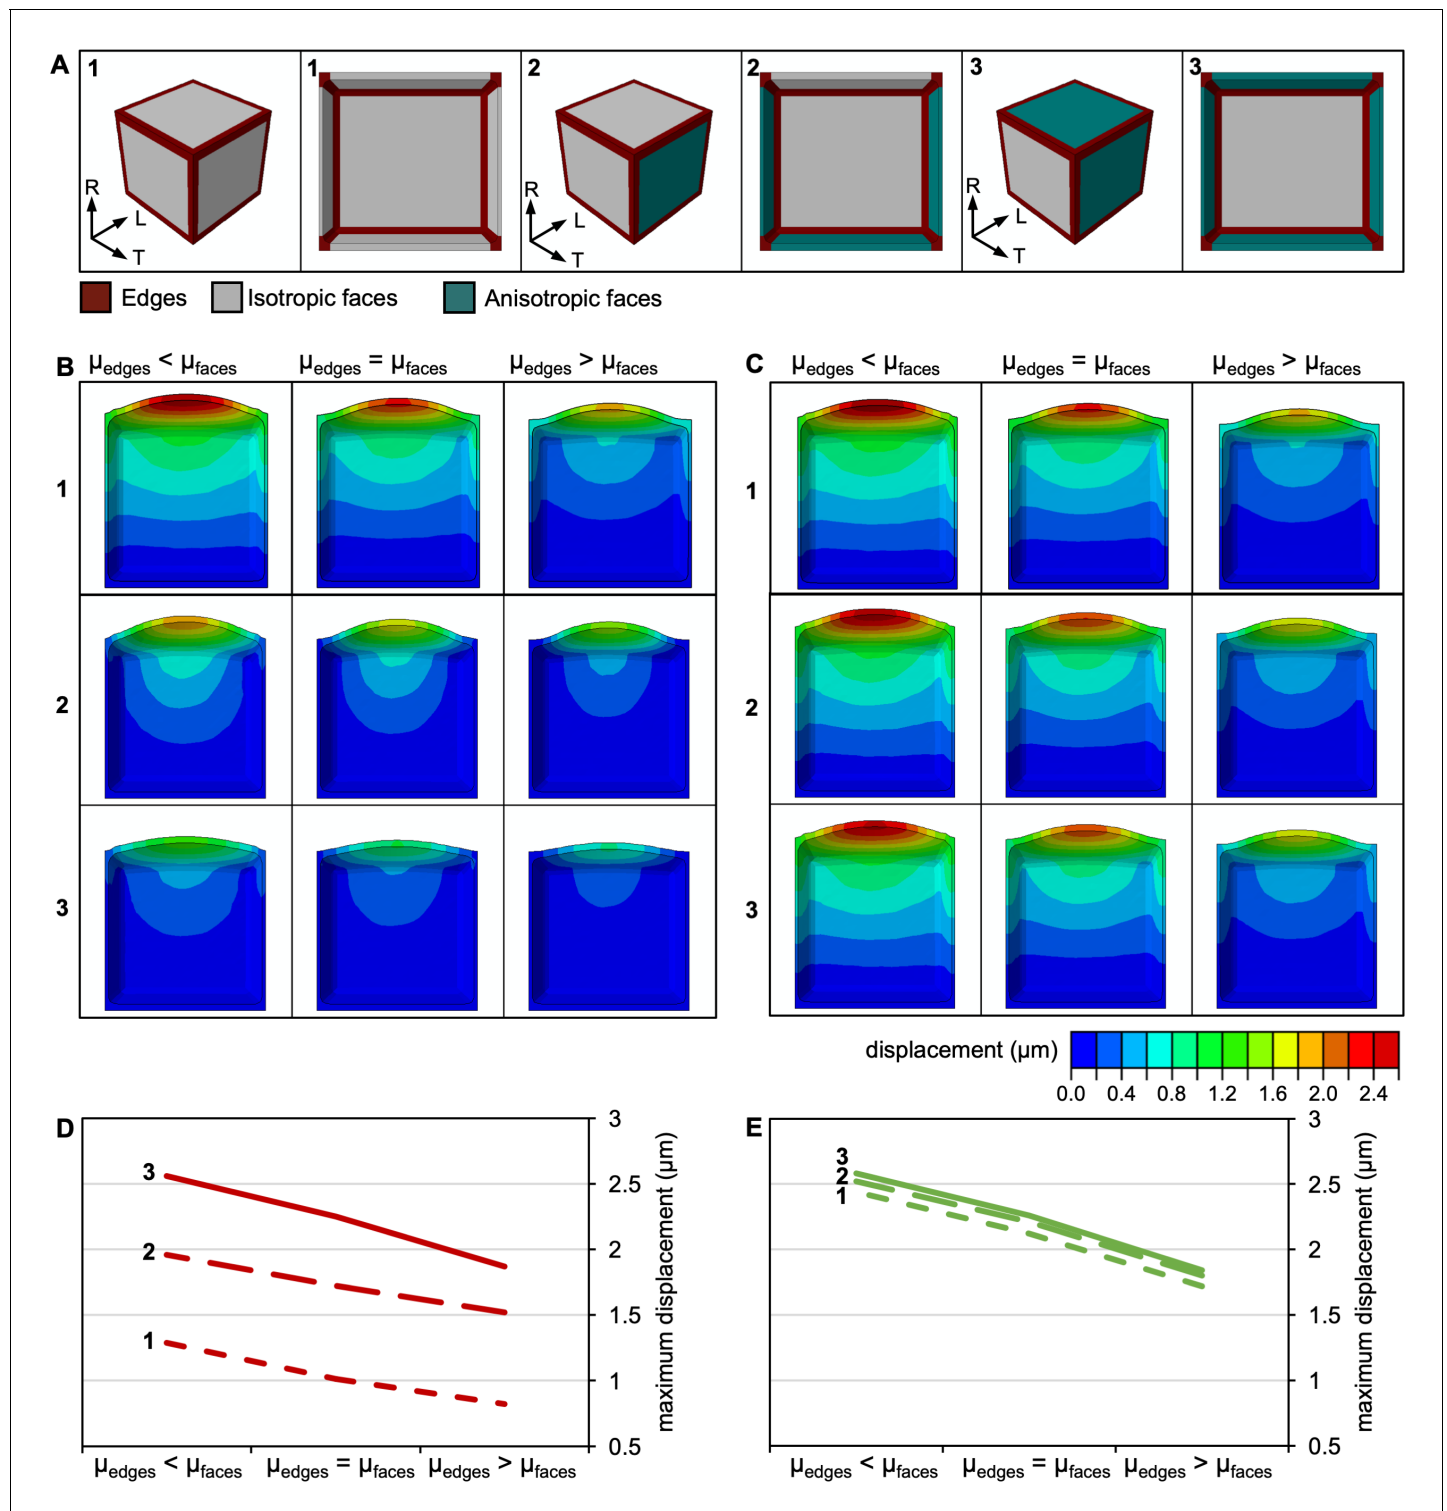 A 1 1 2 2 3 3
R L T R L T R L T
Edges Isotropic faces Anisotropic faces
B μedges < μfaces μedges = μfaces μedges > μfaces
1
2
3
C μedges < μfaces μedges = μfaces μedges > μfaces
1
2
3
displacement (μm)
0.0 0.4 0.8 1.2 1.6 2.0 2.4
D
3
2
1
3
2.5
2
1.5
1
0.5
maximum displacement (μm)
μedges < μfaces μedges = μfaces μedges > μfaces
E
3
2
1
3
2.5
2
1.5
1
0.5
maximum displacement (μm)
μedges < μfaces μedges = μfaces μedges > μfaces